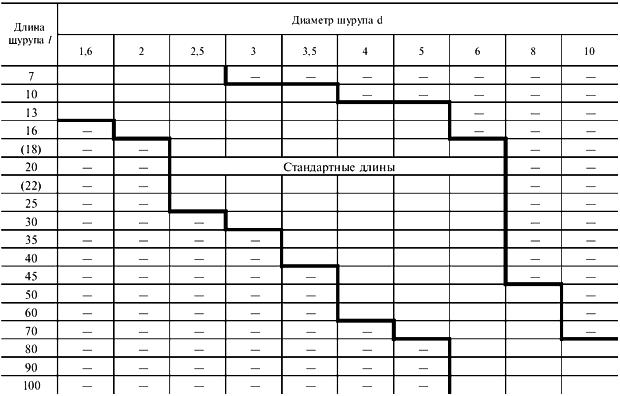 Длина шурупа l
Диаметр шурупа d
1,6 2 2,5 3 3,5 4 5 6 8 10
7 — — — — — — —
10 — — — — —
13 — — —
16 — — — —
(18) — — — —
20 — — Стандартные длины — —
(22) — — — —
25 — — — —
30 — — — — —
35 — — — — — —
40 — — — — — —
45 — — — — — — —
50 — — — — — —
60 — — — — — —
70 — — — — — — —
80 — — — — — — —
90 — — — — — — —
100 — — — — — — —